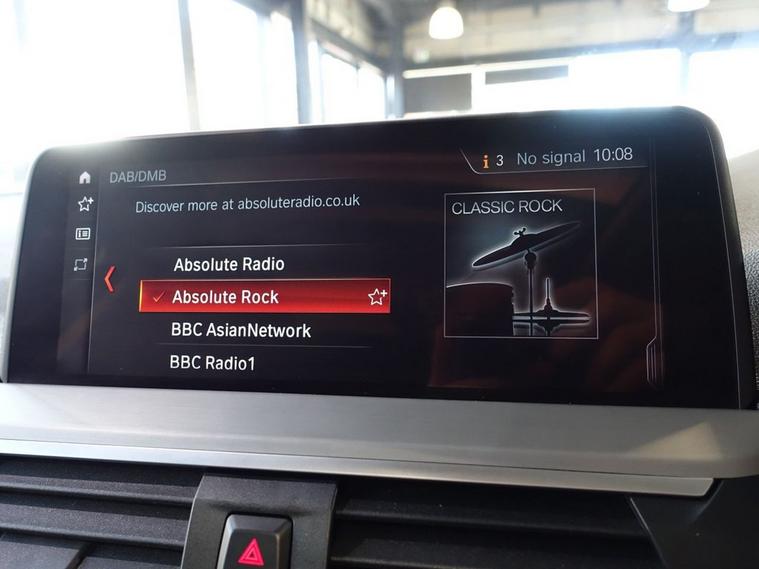 DAB/DMB
3 No signal 10:08
Discover more at absoluteradio.co.uk
CLASSIC ROCK
Absolute Radio
Absolute Rock
BBC AsianNetwork
BBC Radio1